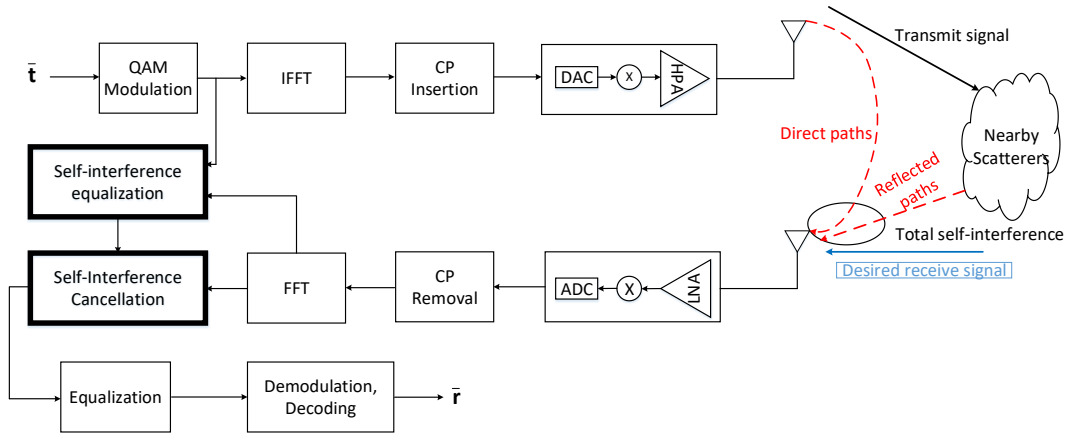 t̄
QAM
Modulation
IFFT
CP
Insertion
DAC
X
HPA
Transmit signal
Direct paths
Nearby
Scatterers
Reflected
paths
Self-interference
equalization
Total self-interference
Desired receive signal
Self-Interference
Cancellation
FFT
CP
Removal
ADC
X
LNA
Equalization
Demodulation,
Decoding
r̄